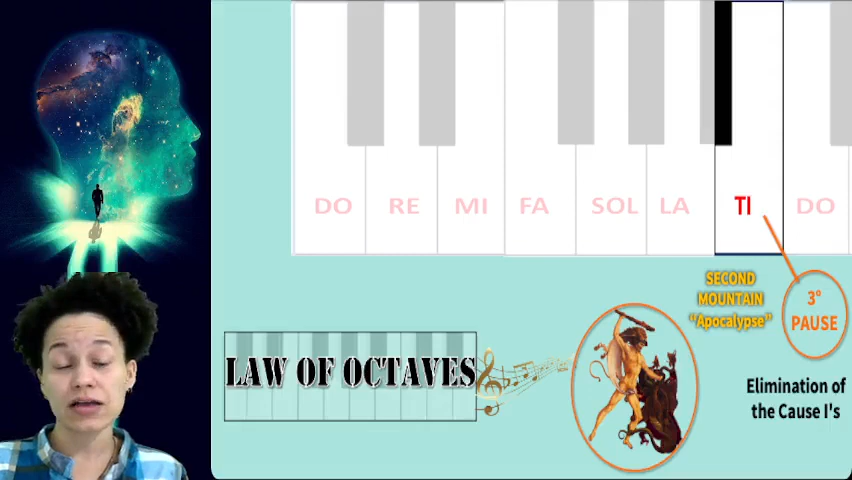 DO RE MI FA SOL LA TI DO
SECOND
MOUNTAIN
“Apocalypse”
3º
PAUSE
LAW OF OCTAVES
Elimination of
the Cause I's